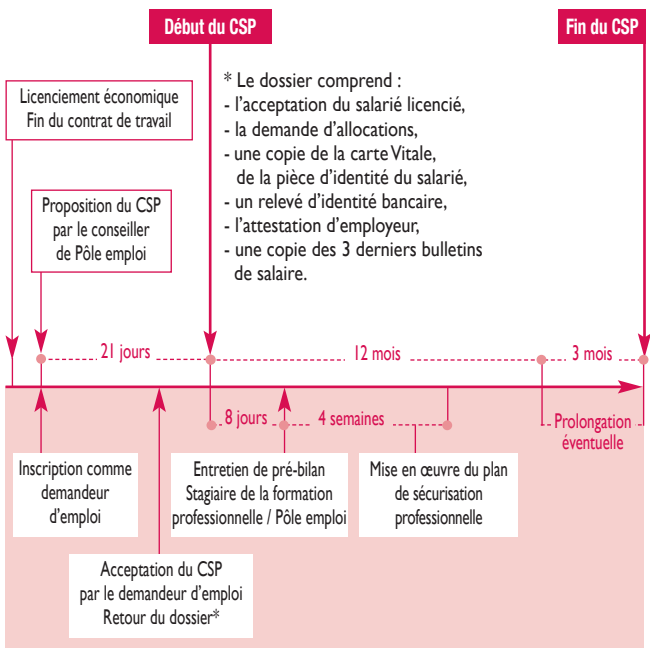 Début du CSP
Fin du CSP
Licenciement économique
Fin du contrat de travail
* Le dossier comprend :
- l'acceptation du salarié licencié,
- la demande d'allocations,
- une copie de la carte Vitale,
de la pièce d'identité du salarié,
- un relevé d'identité bancaire,
- l'attestation d'employeur,
- une copie des 3 derniers bulletins
de salaire.
Proposition du CSP
par le conseiller
de Pôle emploi
21 jours
12 mois
3 mois
8 jours
4 semaines
Prolongation
éventuelle
Inscription comme
demandeur
d'emploi
Entretien de pré-bilan
Stagiaire de la formation
professionnelle / Pôle emploi
Mise en œuvre du plan
de sécurisation
professionnelle
Acceptation du CSP
par le demandeur d'emploi
Retour du dossier*